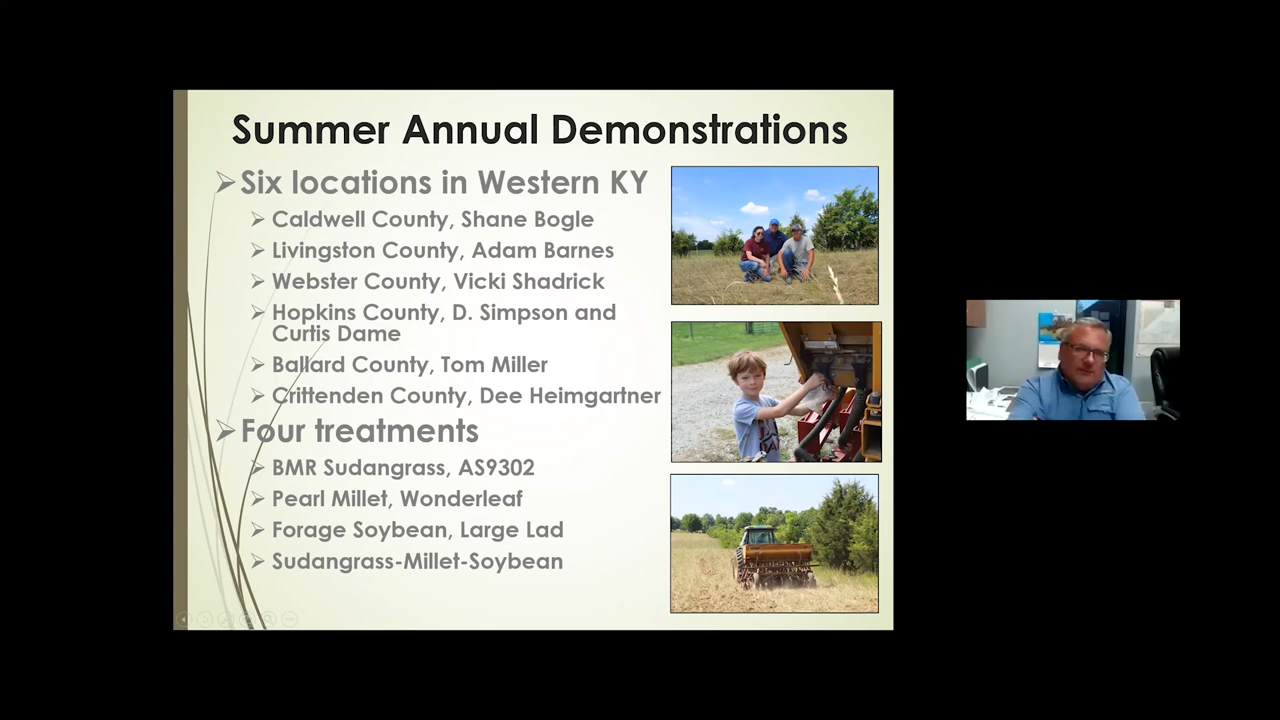 Summer Annual Demonstrations
Six locations in Western KY
Caldwell County, Shane Bogle
Livingston County, Adam Barnes
Webster County, Vicki Shadrick
Hopkins County, D. Simpson and
Curtis Dame
Ballard County, Tom Miller
Crittenden County, Dee Heimgartner
Four treatments
BMR Sudangrass, AS9302
Pearl Millet, Wonderleaf
Forage Soybean, Large Lad
Sudangrass-Millet-Soybean